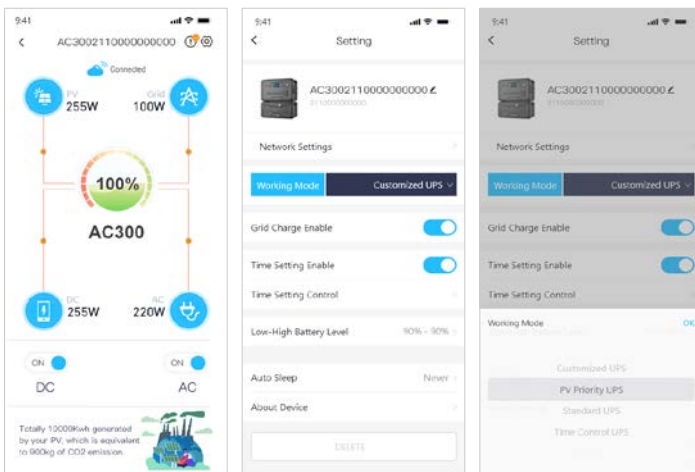 9:41
AC3002110000000000
Connected
PV
255W
Grid
100W
100%
AC300
DC
255W
AC
220W
ON
ON
DC
AC
Totally 10000Kwh generated
by your PV, which is equivalent
to 900kg of CO2 emission.
9:41
Setting
AC3002110000000000
Network Settings
Working Mode
Customized UPS
Grid Charge Enable
Time Setting Enable
Time Setting Control
Low-High Battery Level
90% - 90%
Auto Sleep
Never
About Device
DELETE
9:41
Setting
AC3002110000000000
Network Settings
Working Mode
Customized UPS
Grid Charge Enable
Time Setting Enable
Time Setting Control
Working Mode
OK
Customized UPS
PV Priority UPS
Standard UPS
Time Control UPS